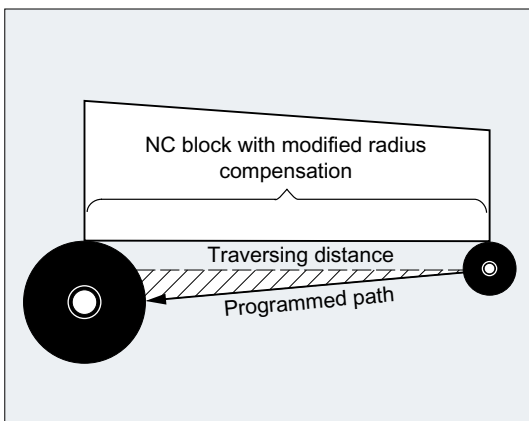 NC block with modified radius
compensation
Traversing distance
Programmed path